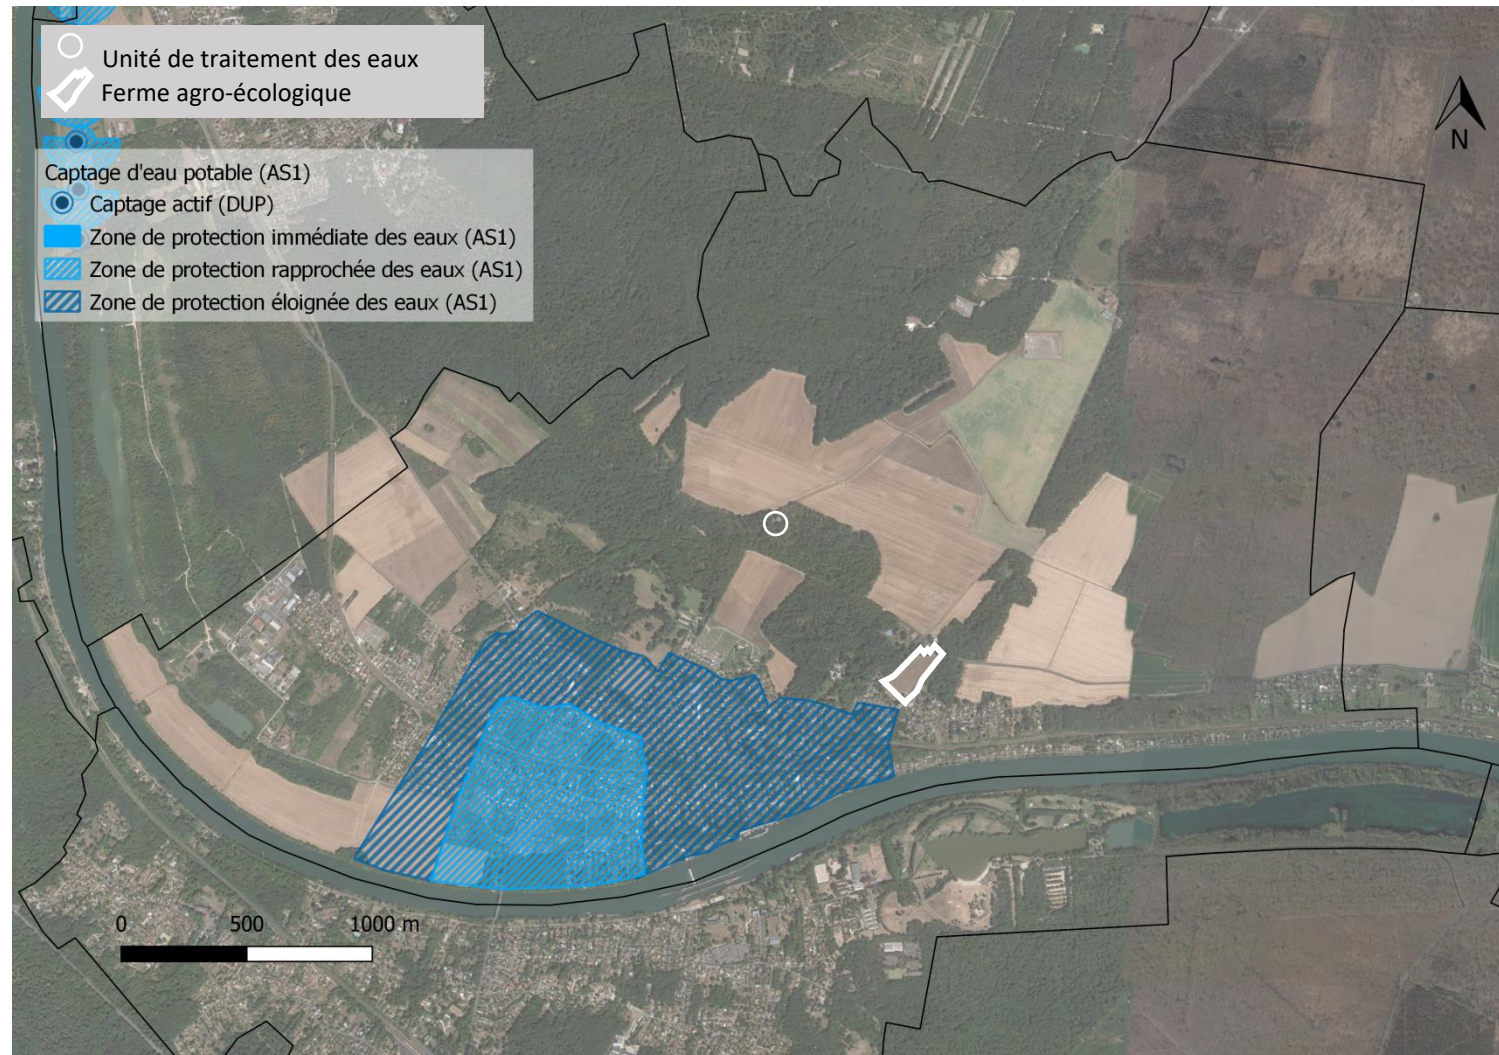 Unité de traitement des eaux
Ferme agro-écologique
N
Captage d'eau potable (AS1)
Captage actif (DUP)
Zone de protection immédiate des eaux (AS1)
Zone de protection rapprochée des eaux (AS1)
Zone de protection éloignée des eaux (AS1)
0 500 1000 m